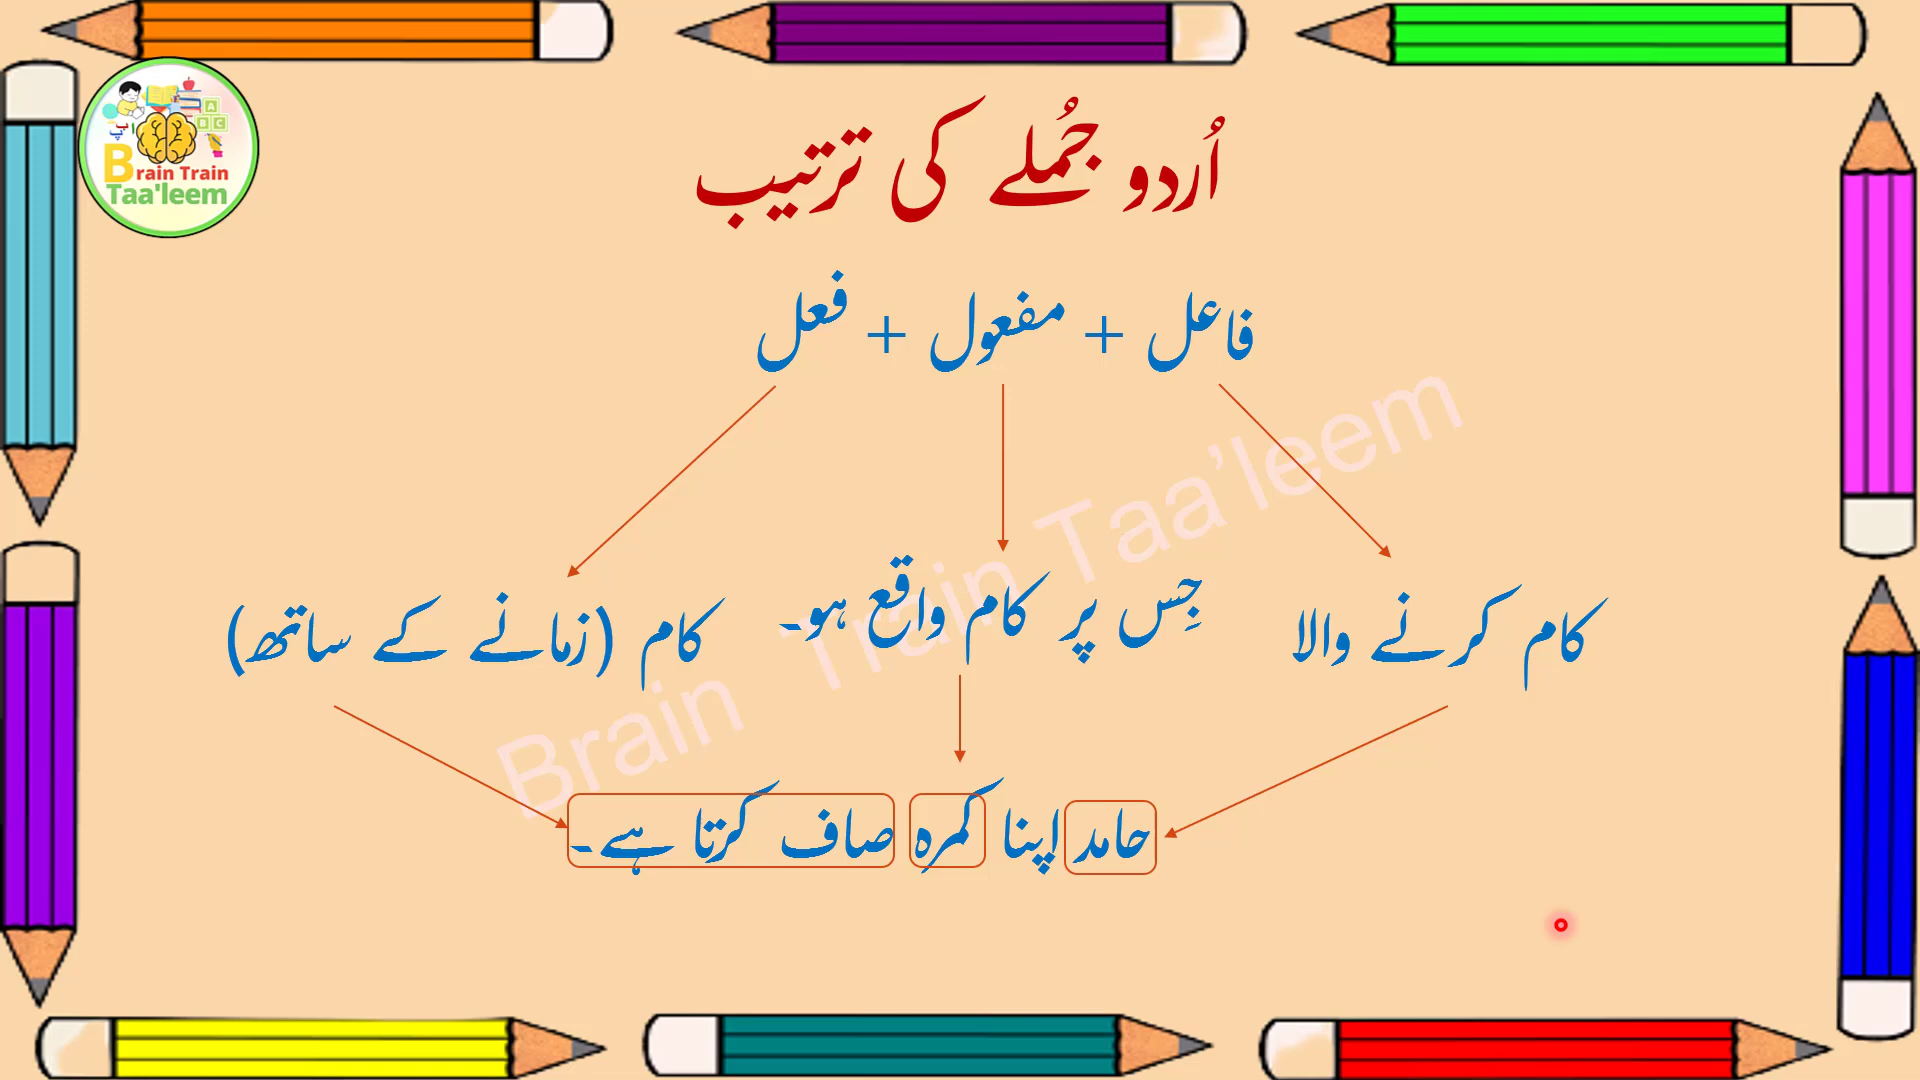 اُردو جُملے کی ترتیب
فاعل + مفعول + فعل
کام کرنے والا
جِس پر کام واقع ہو۔
کام (زمانے کے ساتھ)
حامد اپنا کمرہ صاف کرتا ہے۔
Brain Train
Taa'leem
Brain Train Taa’leem